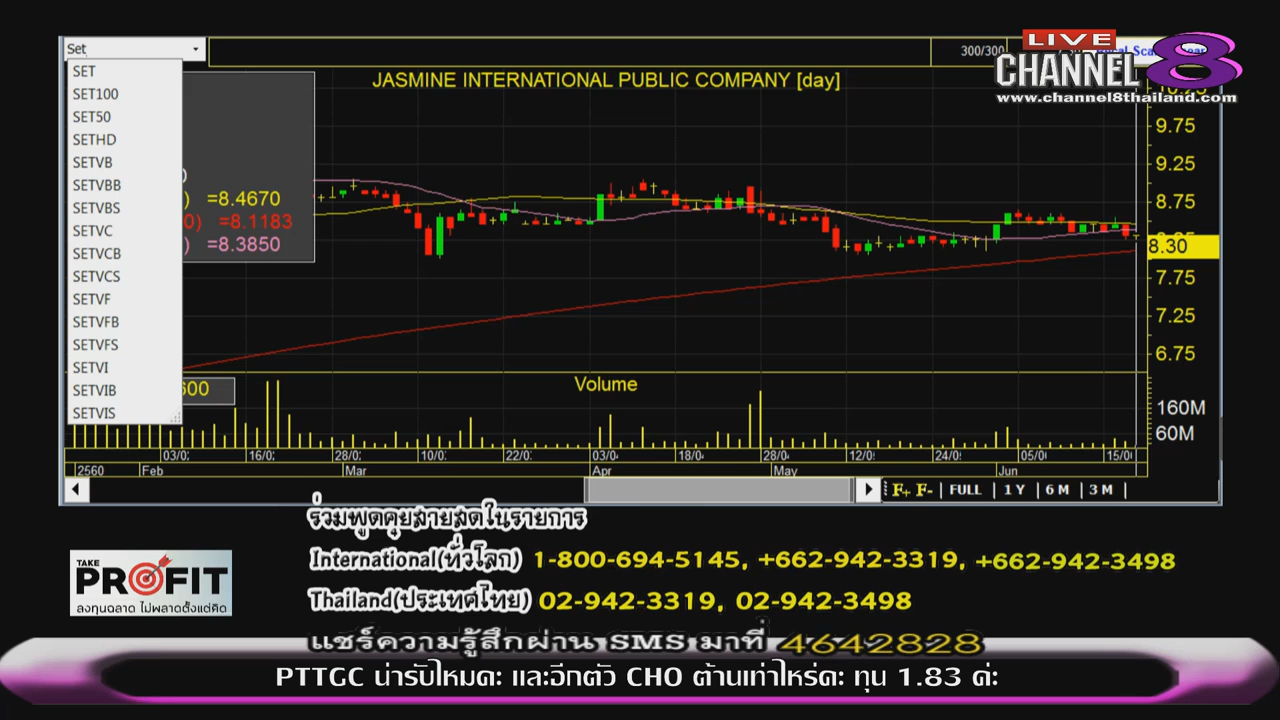 Set
300/300
LIVE
CHANNEL 8
www.channel8thailand.com
SET
SET100
SET50
SETHD
SETVB
SETVBB
SETVBS
SETVC
SETVCB
SETVCS
SETVF
SETVFB
SETVFS
SETVI
SETVIB
SETVIS
JASMINE INTERNATIONAL PUBLIC COMPANY [day]
=8.4670
=8.1183
=8.3850
9.75
9.25
8.75
8.30
7.75
7.25
6.75
Volume
160M
60M
2560 Feb Mar Apr May Jun
F+ F- FULL 1 Y 6 M 3 M
ร่วมพูดคุยสายสดในรายการ
International(ทั่วโลก) 1-800-694-5145, +662-942-3319, +662-942-3498
Thailand(ประเทศไทย) 02-942-3319, 02-942-3498
แชร์ความรู้สึกผ่าน SMS มาที่ 4642828
TAKE PROFIT
ลงทุนฉลาด ไม่พลาดตั้งแต่คิด
PTTGC น่ารับไหมคะ และอีกตัว CHO ต้านเท่าไหร่คะ ทุน 1.83 ค่ะ